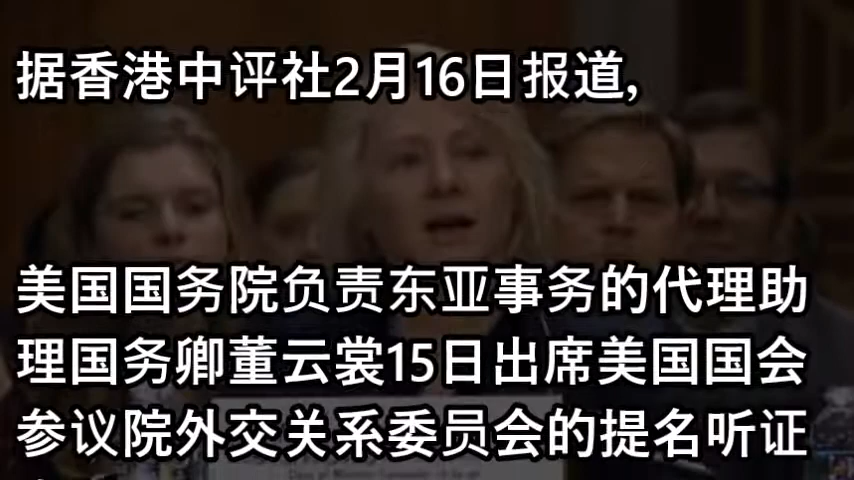 据香港中评社2月16日报道,
美国国务院负责东亚事务的代理助
理国务卿董云裳15日出席美国国会
参议院外交关系委员会的提名听证